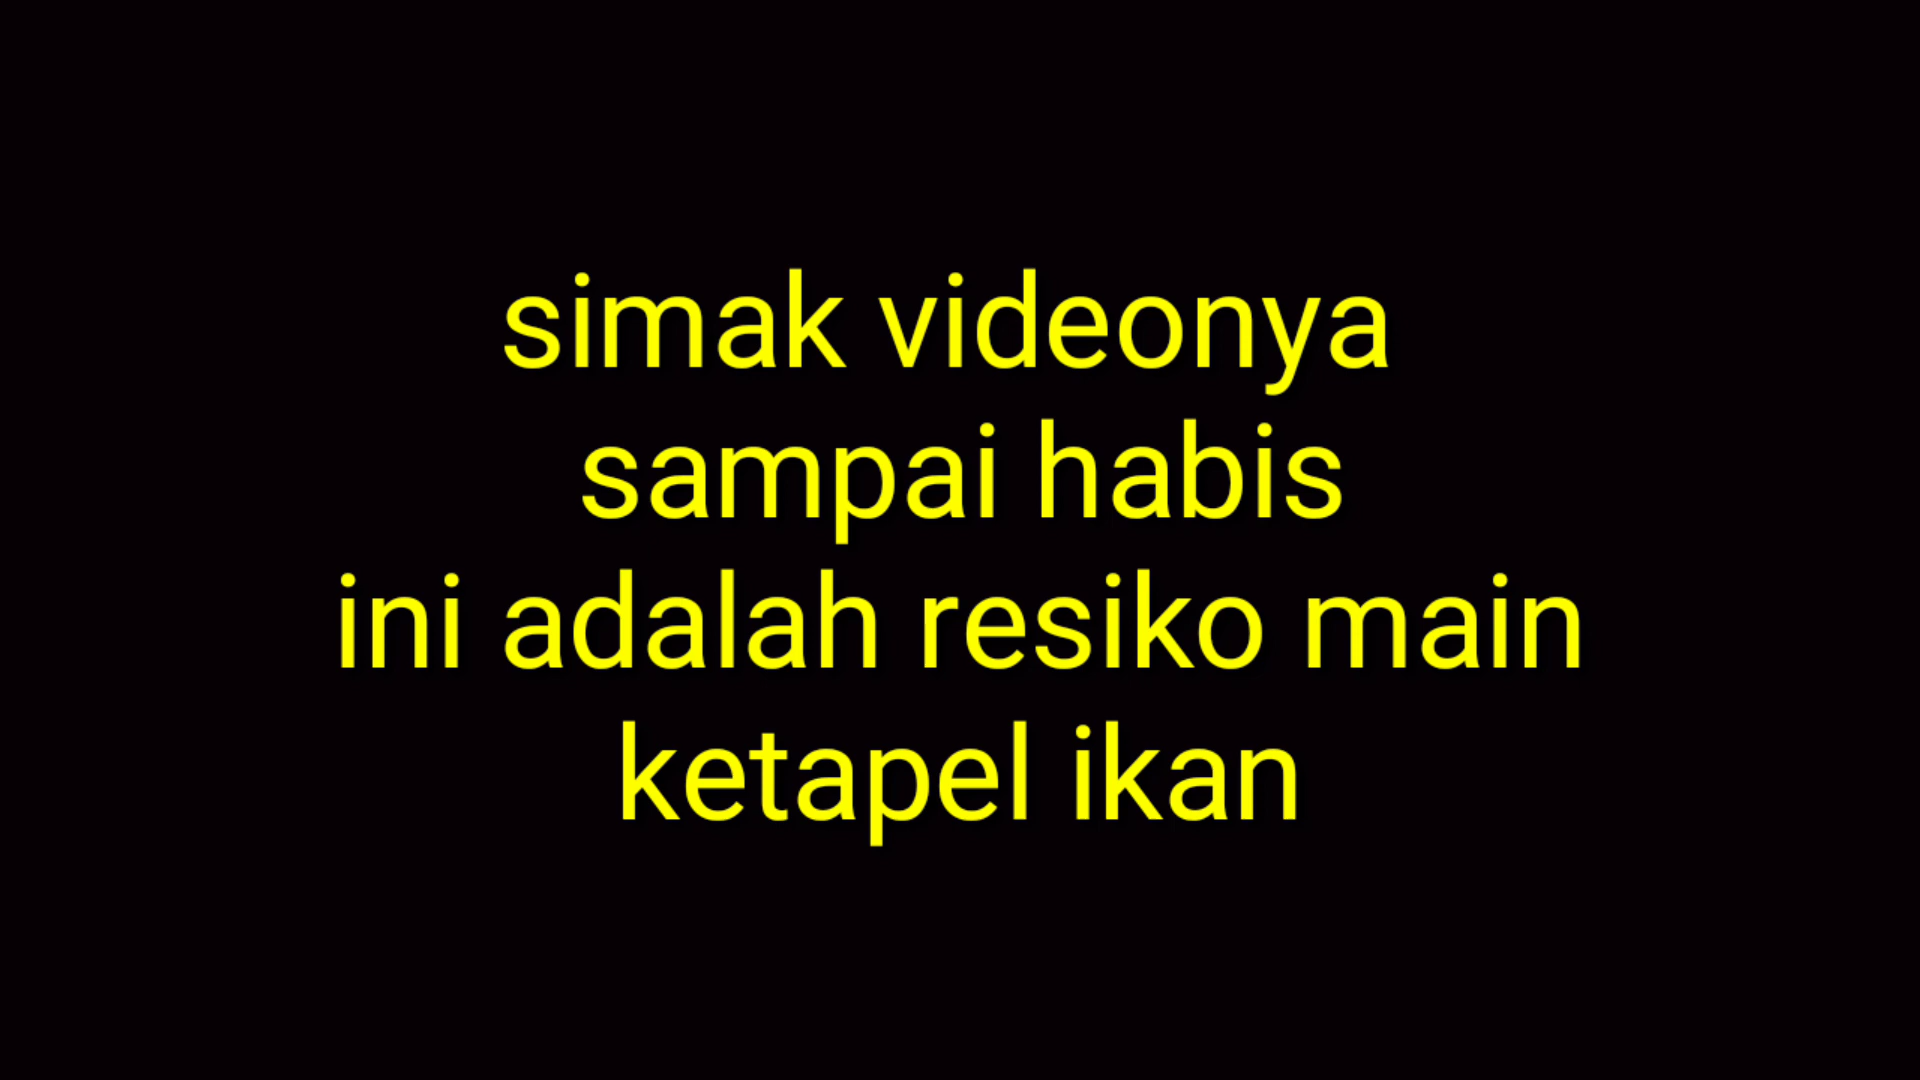 simak videonya
sampai habis
ini adalah resiko main
ketapel ikan